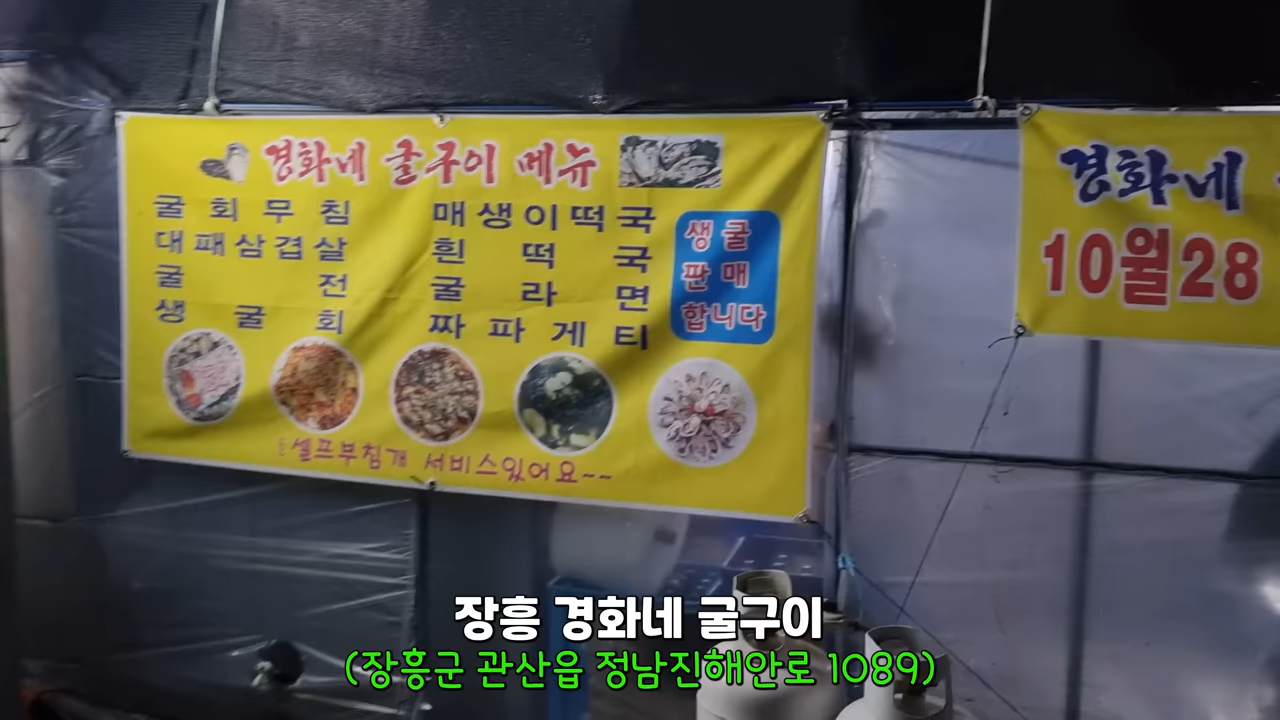 경화네 굴구이 메뉴
굴회무침
대패삼겹살
굴전
생굴회
매생이떡국
흰떡국
굴라면
짜파게티
생굴
판매
합니다
셀프부침개 서비스있어요~~
경화네
10월28
장흥 경화네 굴구이
(장흥군 관산읍 정남진해안로 1089)